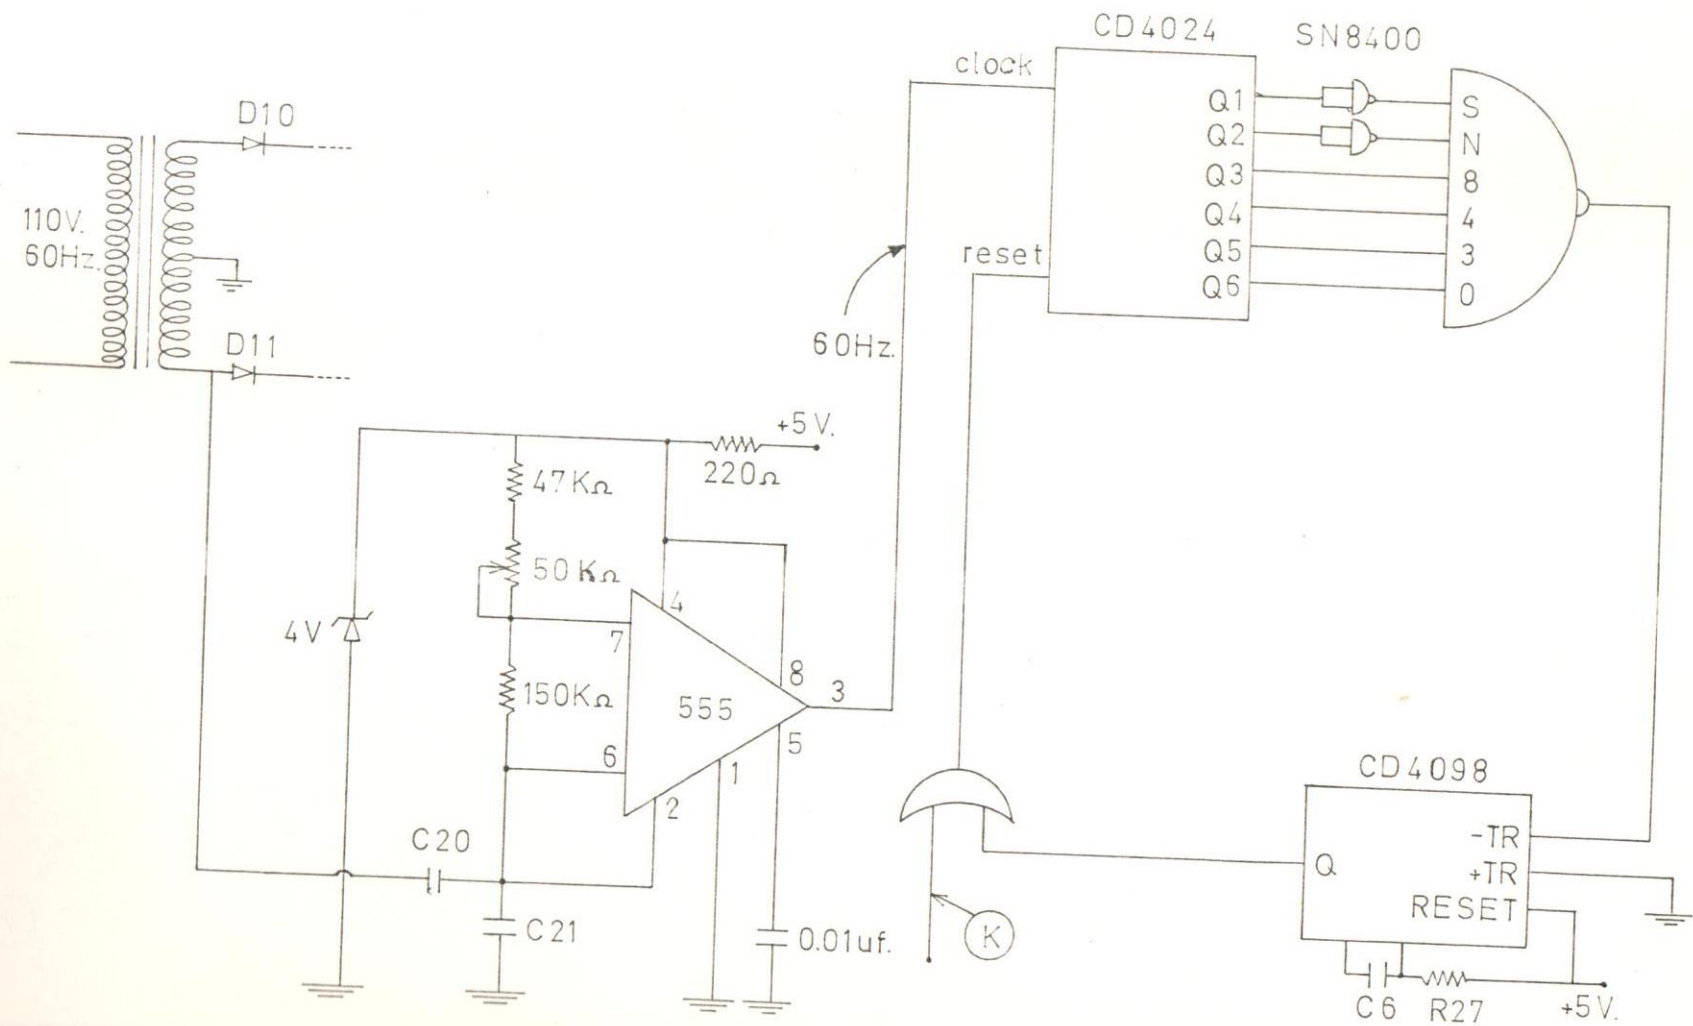 CD4024
SN8400
clock
Q1
S
D10
Q2
N
Q3
8
110V.
60Hz.
Q4
4
reset
Q5
3
Q6
0
D11
60Hz.
+5V.
47KΩ
220Ω
50KΩ
4
4V
7
8
150KΩ
555
3
6
5
1
CD4098
2
C20
-TR
Q
+TR
RESET
C21
0.01uf.
K
C6
R27
+5V.